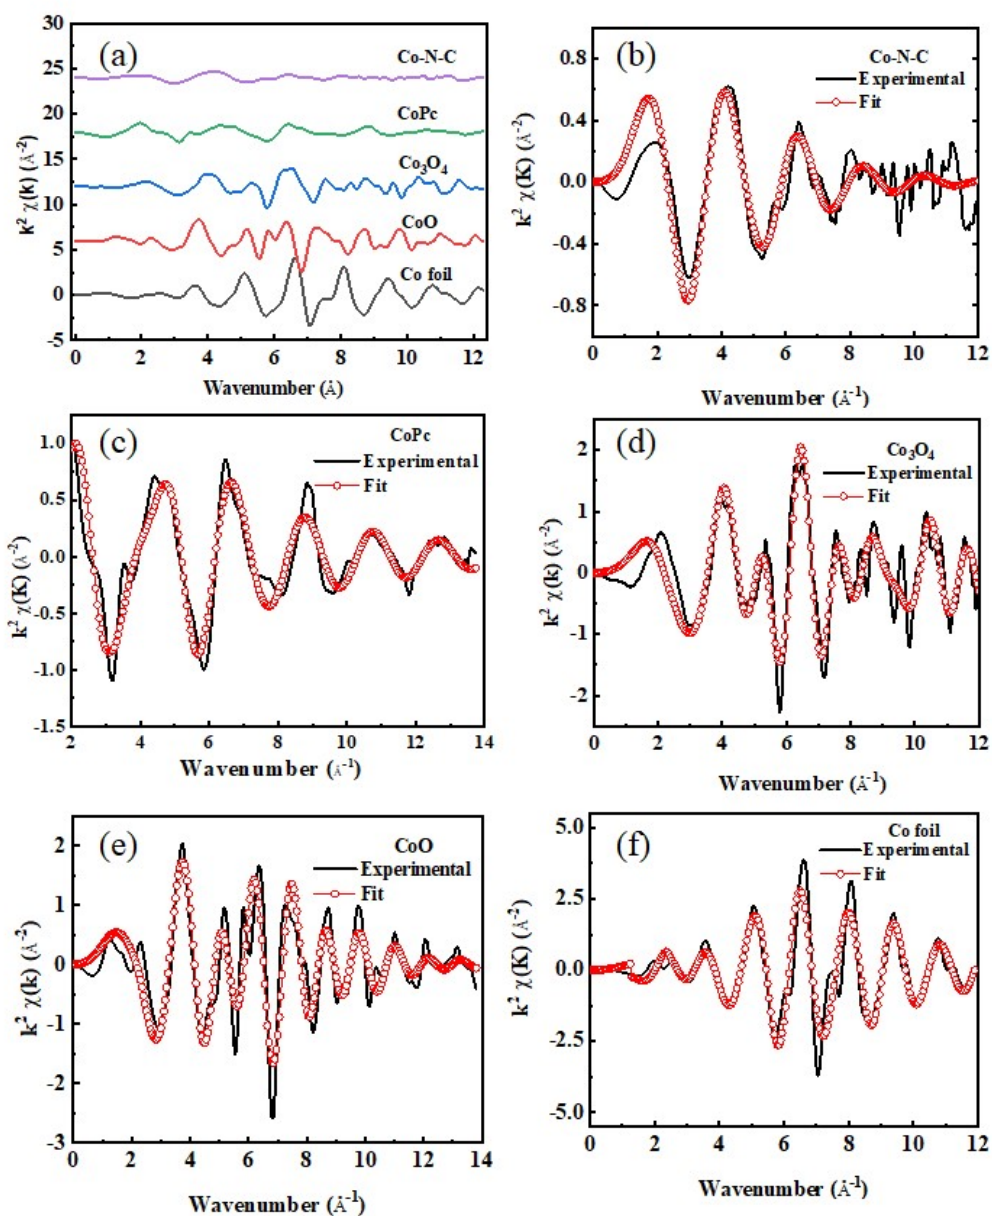 (a)
30
25
20
15
10
5
0
-5
k² χ(k) (Å⁻²)
Co-N-C
CoPc
Co₃O₄
CoO
Co foil
0 2 4 6 8 10 12
Wavenumber (Å)
(b)
Co-N-C
Experimental
Fit
0.8
0.4
0.0
-0.4
-0.8
k² χ(K) (Å⁻²)
0 2 4 6 8 10 12
Wavenumber (Å⁻¹)
(c)
CoPc
Experimental
Fit
1.0
0.5
0.0
-0.5
-1.0
-1.5
k² χ(K) (Å⁻²)
2 4 6 8 10 12 14
Wavenumber (Å⁻¹)
(d)
Co₃O₄
Experimental
Fit
2
1
0
-1
-2
k² χ(k) (Å⁻²)
0 2 4 6 8 10 12
Wavenumber (Å⁻¹)
(e)
CoO
Experimental
Fit
2
1
0
-1
-2
-3
k² χ(k) (Å⁻²)
0 2 4 6 8 10 12 14
Wavenumber (Å⁻¹)
(f)
Co foil
Experimental
Fit
5.0
2.5
0.0
-2.5
-5.0
k² χ(K) (Å⁻²)
0 2 4 6 8 10 12
Wavenumber (Å⁻¹)